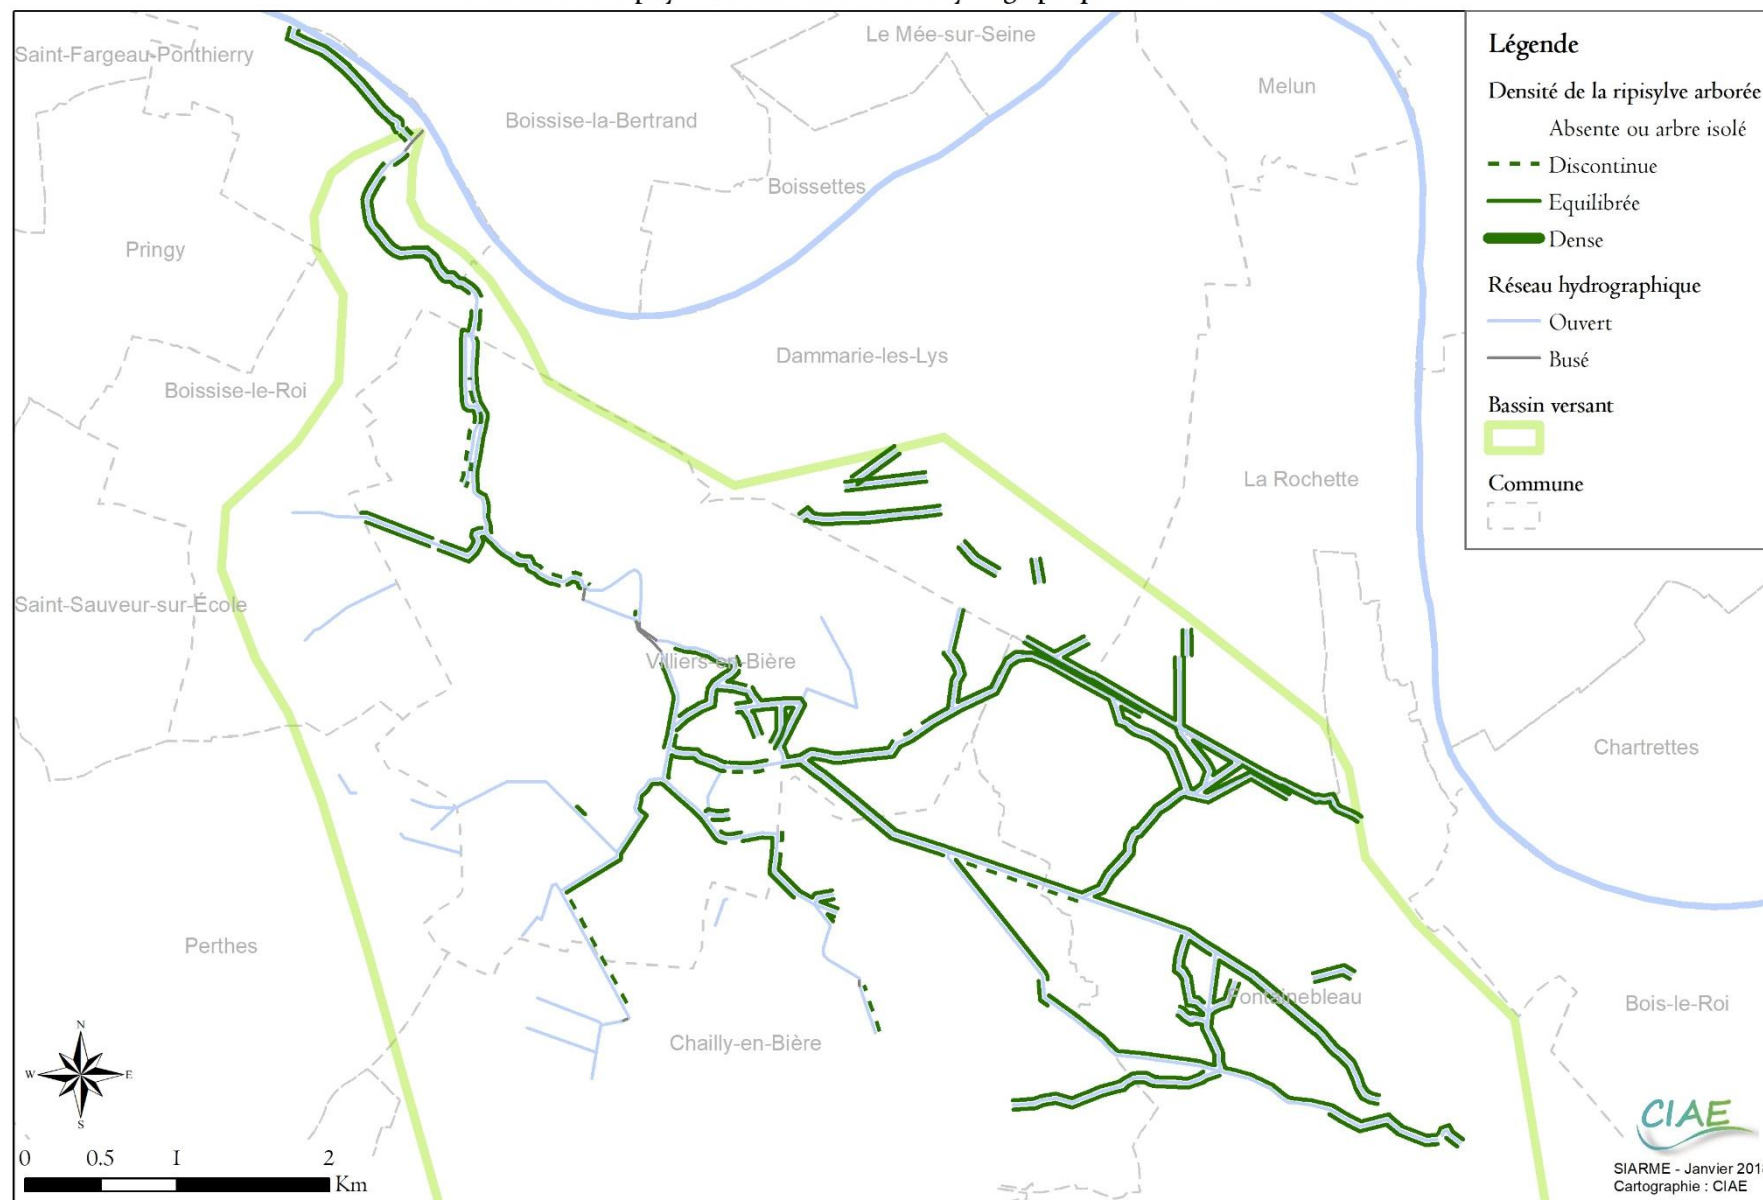 Saint-Fargeau-Ponthierry
Le Mée-sur-Seine
Melun
Boissise-la-Bertrand
Boissettes
Pringy
Boissise-le-Roi
Dammarie-les-Lys
La Rochette
Saint-Sauveur-sur-École
Villiers-en-Bière
Chartrettes
Perthes
Chailly-en-Bière
Fontainebleau
Bois-le-Roi
Légende
Densité de la ripisylve arborée
Absente ou arbre isolé
Discontinue
Equilibrée
Dense
Réseau hydrographique
Ouvert
Busé
Bassin versant
Commune
N
W E
S
0 0.5 1 2
Km
CIAE
SIARME - Janvier 201
Cartographie : CIAE